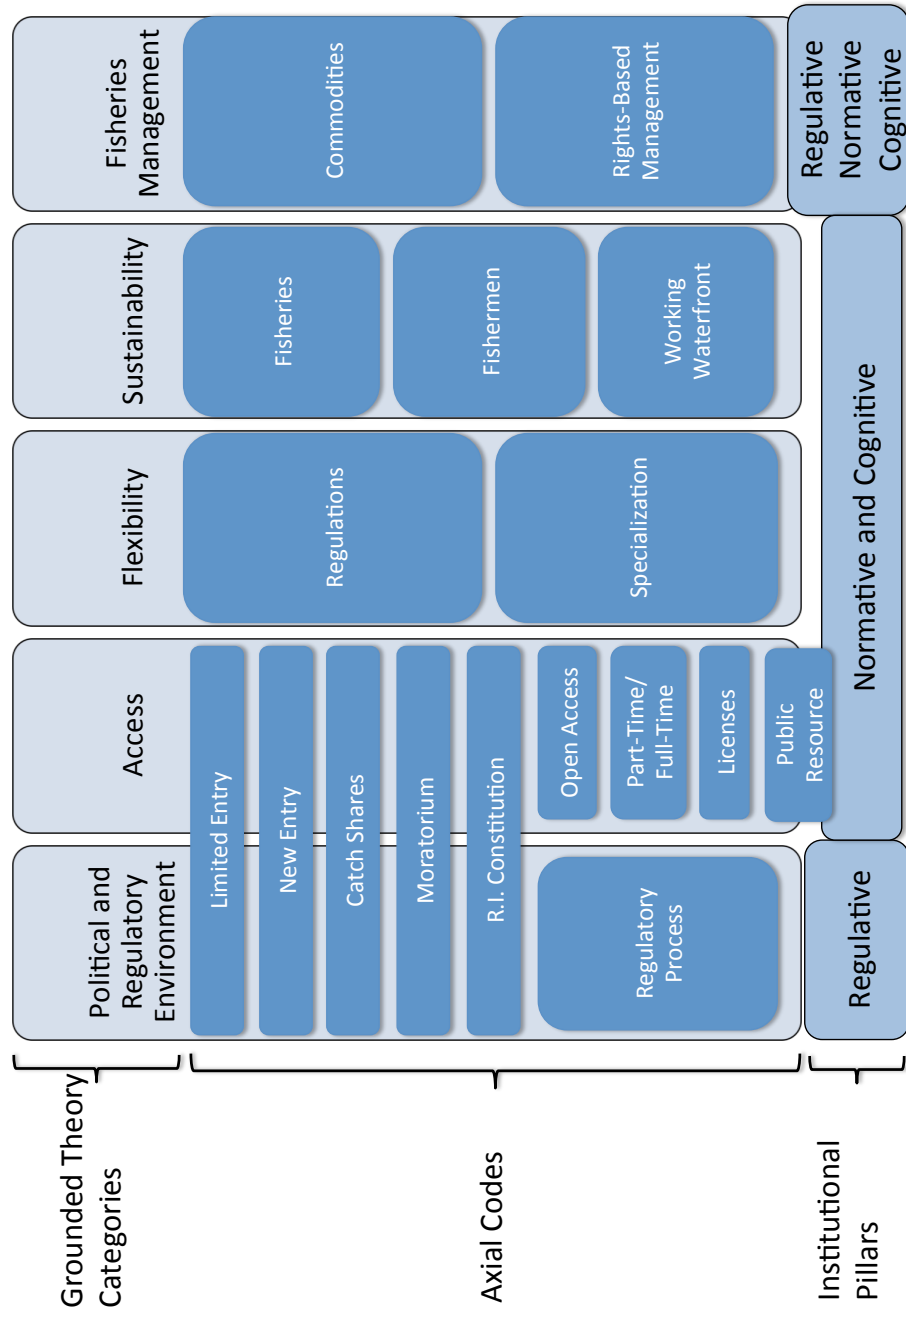 Grounded Theory
Categories
Political and
Regulatory
Environment
Access
Flexibility
Sustainability
Fisheries
Management
Axial Codes
Limited Entry
New Entry
Catch Shares
Moratorium
R.I. Constitution
Regulatory
Process
Open Access
Part-Time/
Full-Time
Licenses
Public
Resource
Regulations
Specialization
Fisheries
Fishermen
Working
Waterfront
Commodities
Rights-Based
Management
Institutional
Pillars
Regulative
Normative and Cognitive
Regulative
Normative
Cognitive